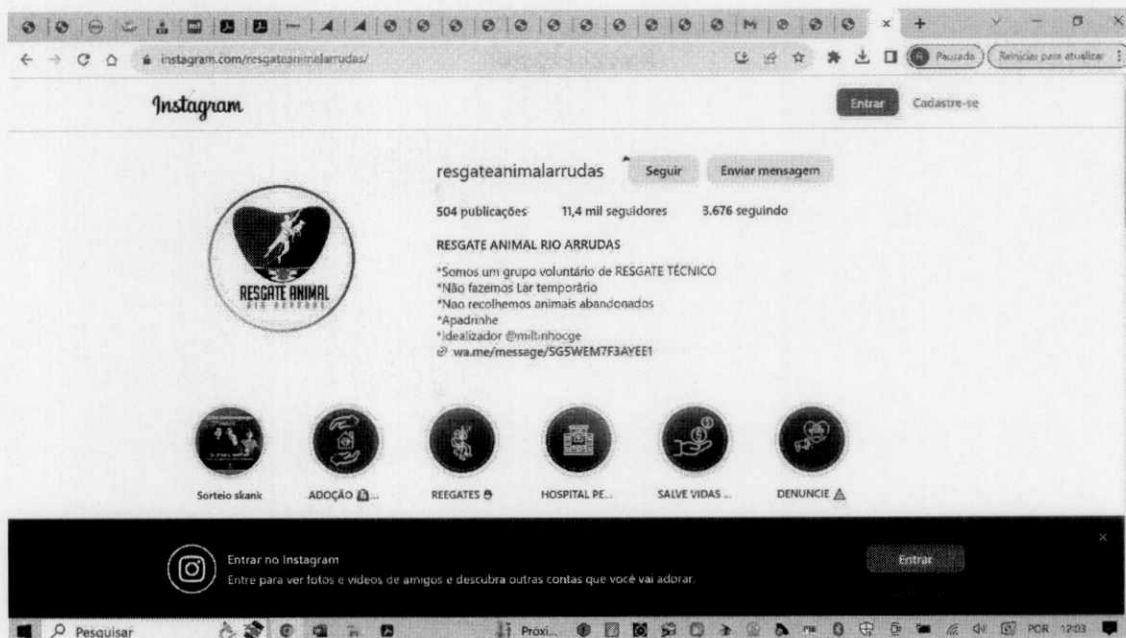 instagram.com/resgateanimalarrudas/
Pausada
Reiniciar para atualizar
Instagram
Entrar
Cadastre-se
resgateanimalarrudas
Seguir
Enviar mensagem
504 publicações
11,4 mil seguidores
3.676 seguindo
RESGATE ANIMAL RIO ARRUDAS
*Somos um grupo voluntário de RESGATE TÉCNICO
*Não fazemos Lar temporário
*Nao recolhemos animais abandonados
*Apadrinhe
*Idealizador @miltinhocge
wa.me/message/SG5WEM7F3AYEE1
RESGATE ANIMAL
RIO ARRUDAS
Sorteio skank
ADOÇÃO
REEGATES
HOSPITAL PE...
SALVE VIDAS ...
DENUNCIE
Entrar no Instagram
Entre para ver fotos e vídeos de amigos e descubra outras contas que você vai adorar.
Entrar
Pesquisar
Próxi...
POR
12:03